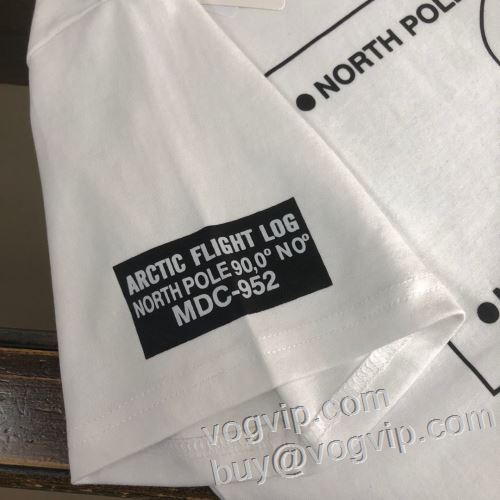 NORTH POLE
ARCTIC FLIGHT LOG
NORTH POLE 90,0° N0°
MDC-952
vogvip.com
buy@vogvip.com